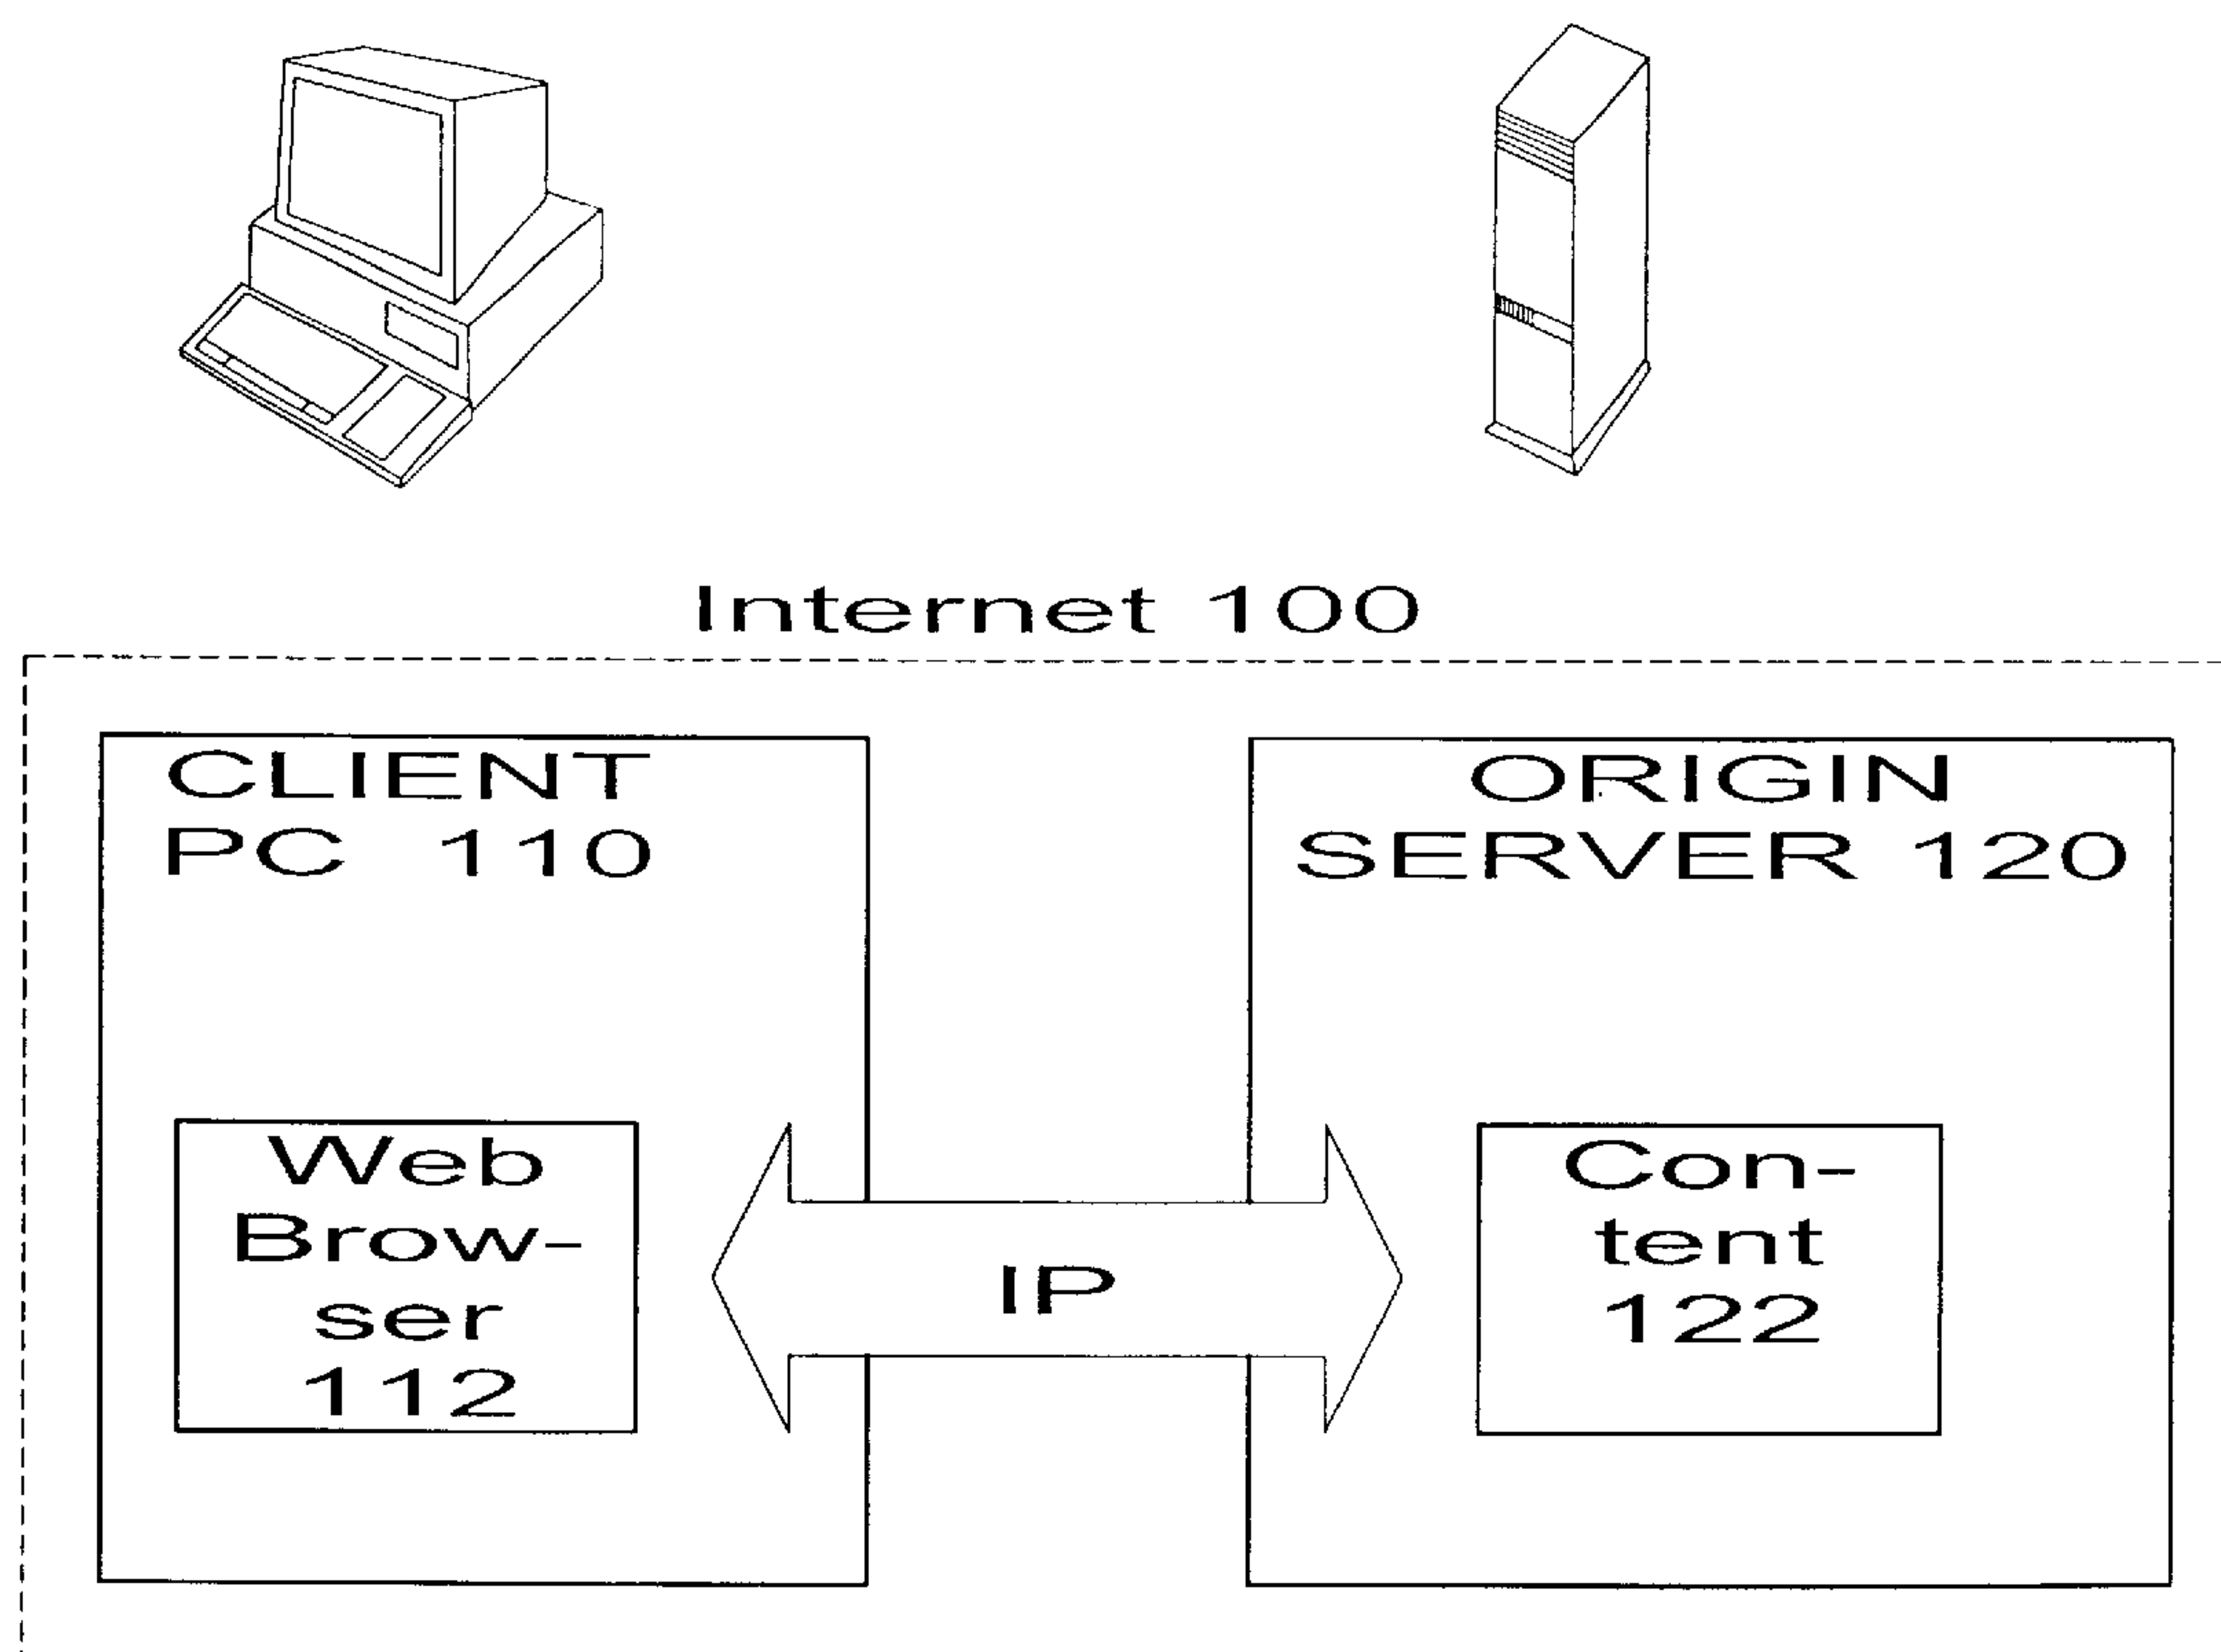 Internet 100
CLIENT
PC 110
ORIGIN
SERVER 120
Web
Brow-
ser
112
IP
Con-
tent
122